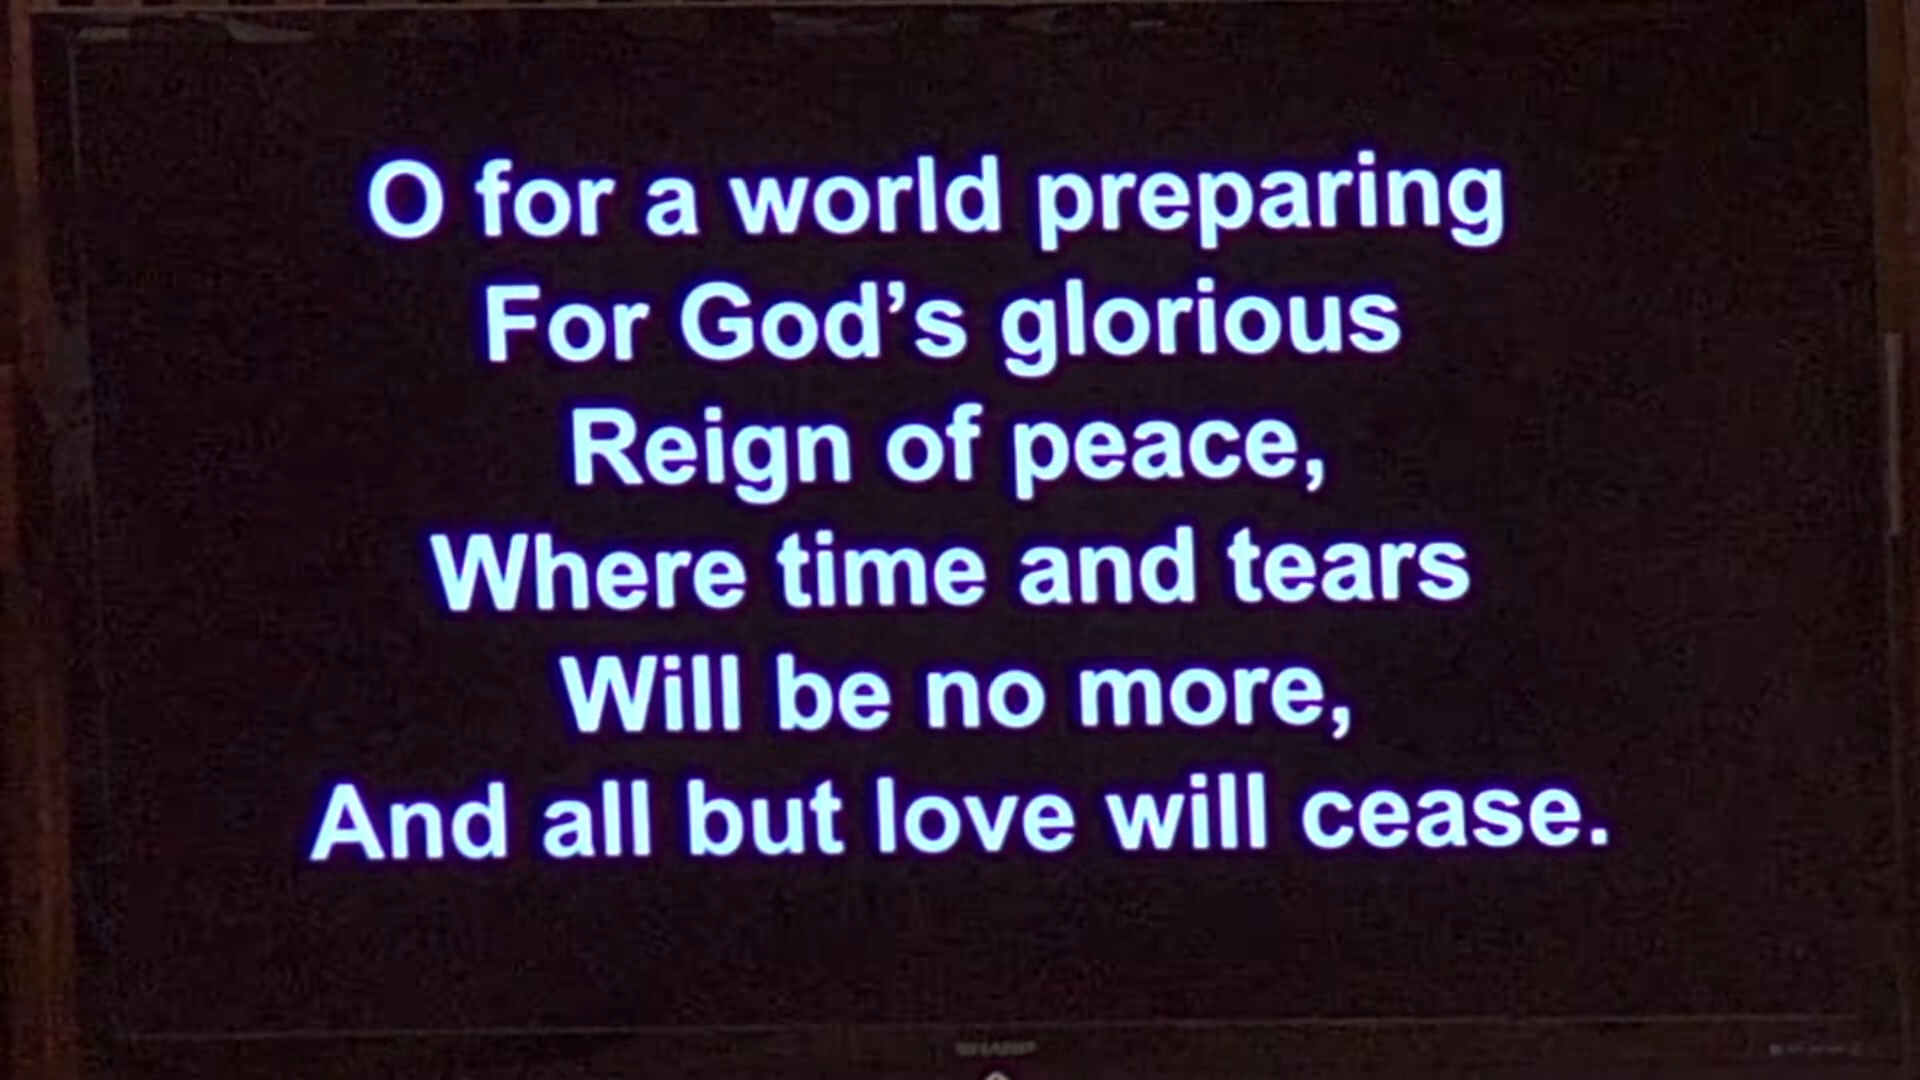 O for a world preparing
For God’s glorious
Reign of peace,
Where time and tears
Will be no more,
And all but love will cease.
SHARP